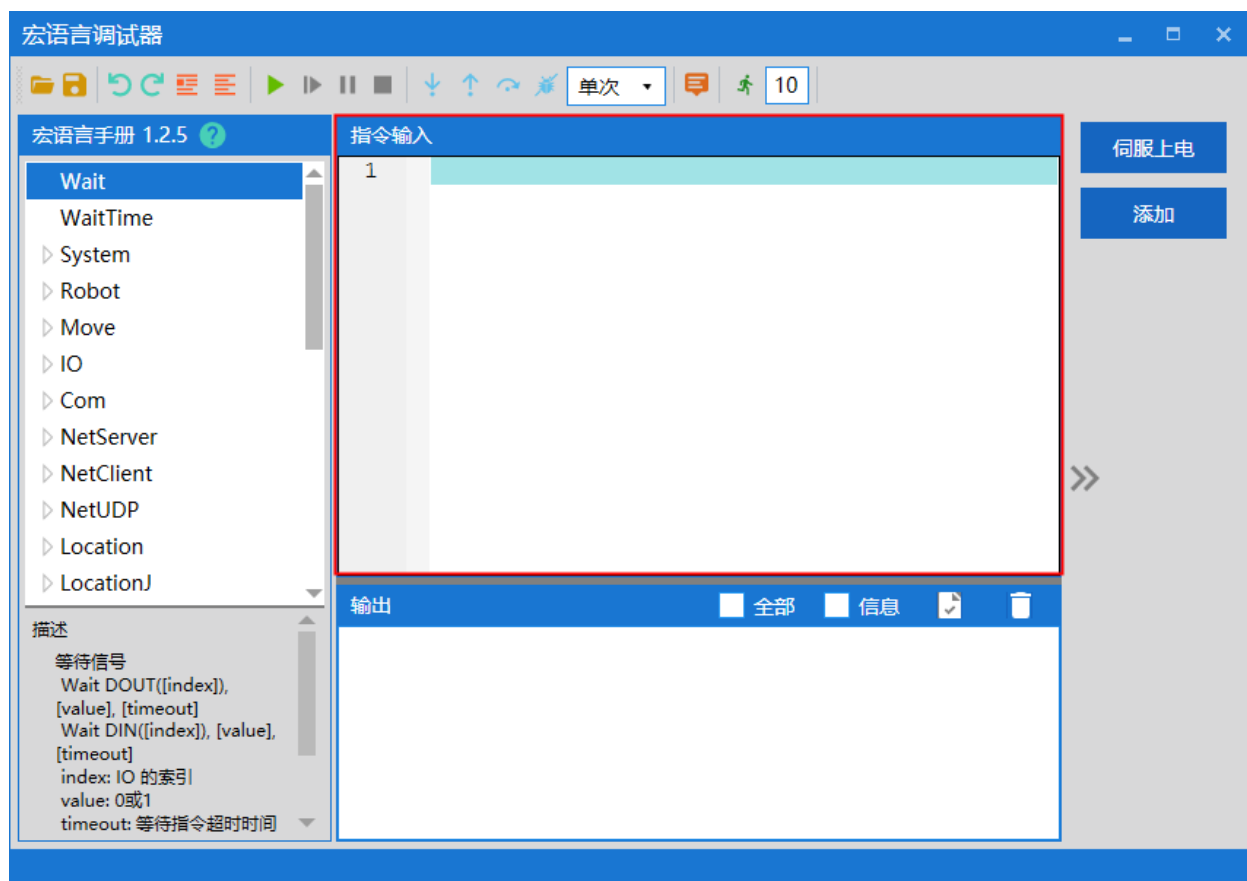 宏语言调试器
单次
10
宏语言手册 1.2.5
?
指令输入
伺服上电
添加
Wait
WaitTime
System
Robot
Move
IO
Com
NetServer
NetClient
NetUDP
Location
LocationJ
1
描述
等待信号
Wait DOUT([index]),
[value], [timeout]
Wait DIN([index]), [value],
[timeout]
index: IO 的索引
value: 0或1
timeout: 等待指令超时时间
输出
全部
信息